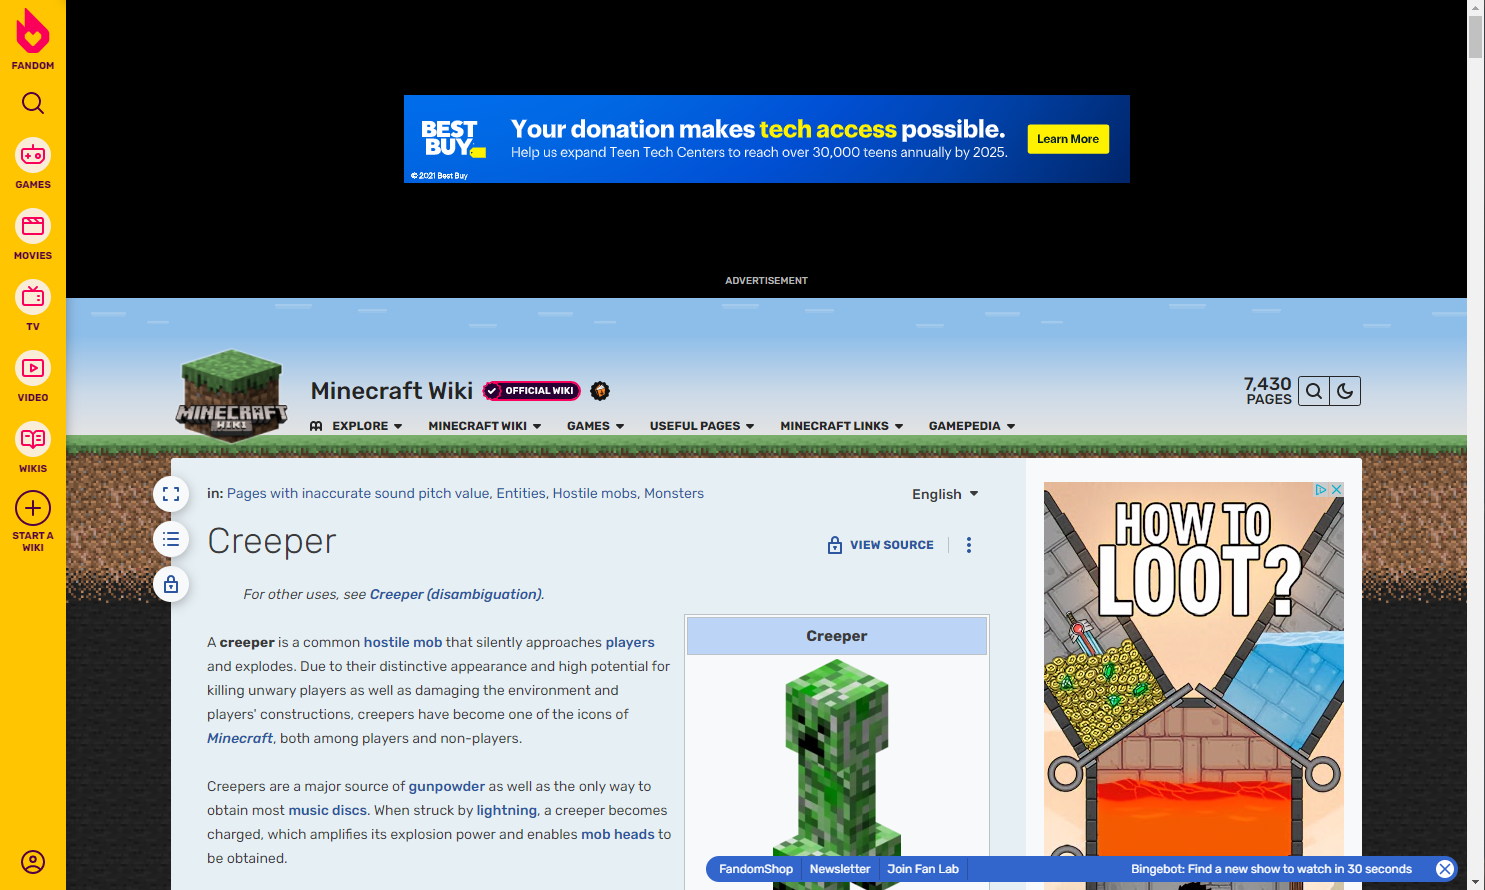 FANDOM
GAMES
MOVIES
TV
VIDEO
WIKIS
START A
WIKI
BEST
BUY
Your donation makes tech access possible.
Help us expand Teen Tech Centers to reach over 30,000 teens annually by 2025.
Learn More
© 2021 Best Buy
ADVERTISEMENT
MINECRAFT
WIKI
Minecraft Wiki
OFFICIAL WIKI
7,430
PAGES
EXPLORE
MINECRAFT WIKI
GAMES
USEFUL PAGES
MINECRAFT LINKS
GAMEPEDIA
in: Pages with inaccurate sound pitch value, Entities, Hostile mobs, Monsters
English
Creeper
VIEW SOURCE
For other uses, see Creeper (disambiguation).
A creeper is a common hostile mob that silently approaches players
and explodes. Due to their distinctive appearance and high potential for
killing unwary players as well as damaging the environment and
players' constructions, creepers have become one of the icons of
Minecraft, both among players and non-players.
Creepers are a major source of gunpowder as well as the only way to
obtain most music discs. When struck by lightning, a creeper becomes
charged, which amplifies its explosion power and enables mob heads to
be obtained.
Creeper
HOW TO
LOOT?
FandomShop
Newsletter
Join Fan Lab
Bingebot: Find a new show to watch in 30 seconds